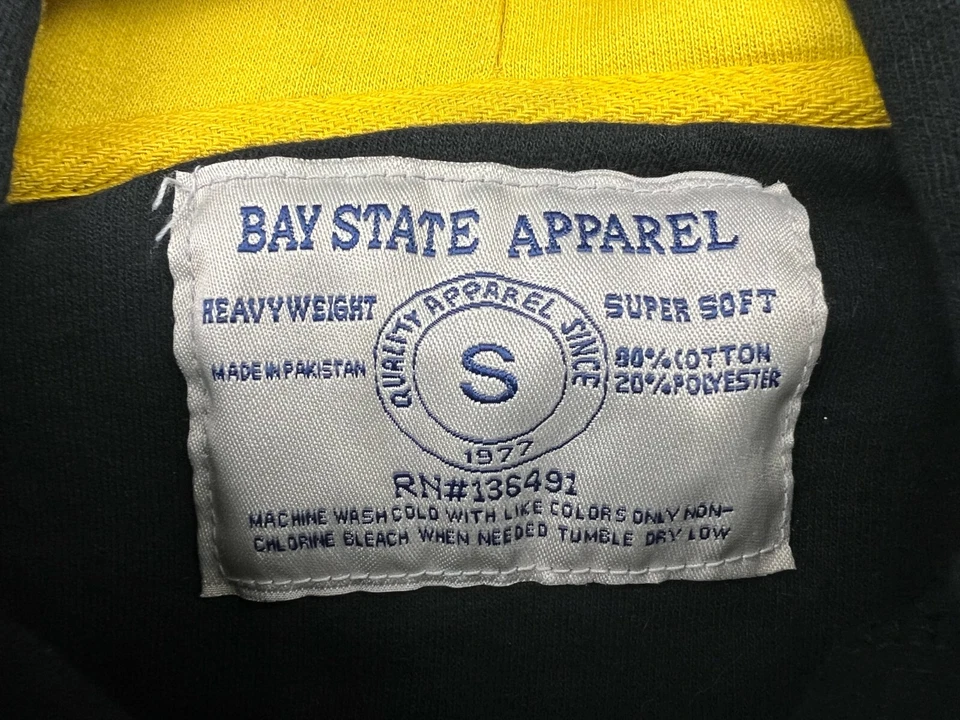 BAY STATE APPAREL
HEAVYWEIGHT
MADE IN PAKISTAN
QUALITY APPAREL SINCE
S
1977
SUPER SOFT
80% COTTON
20% POLYESTER
RN#136491
MACHINE WASH COLD WITH LIKE COLORS ONLY NON-
CHLORINE BLEACH WHEN NEEDED TUMBLE DRY LOW